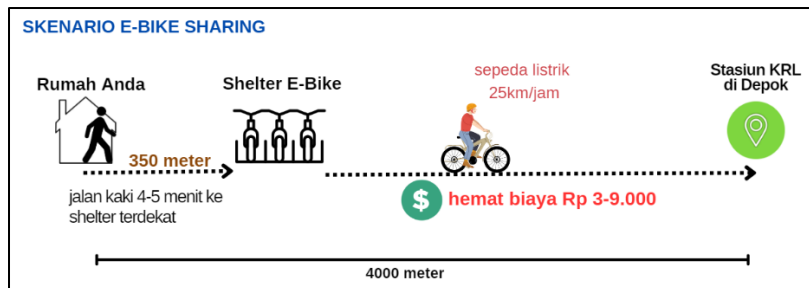 SKENARIO E-BIKE SHARING
Rumah Anda
Shelter E-Bike
sepeda listrik
25km/jam
Stasiun KRL
di Depok
350 meter
jalan kaki 4-5 menit ke
shelter terdekat
$
hemat biaya Rp 3-9.000
4000 meter